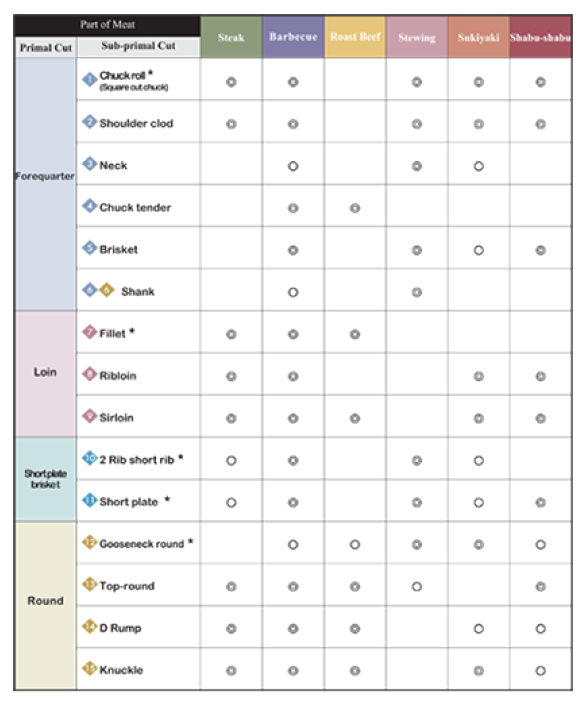 Part of Meat
Primal Cut Sub-primal Cut Steak Barbecue Roast Beef Stewing Sukiyaki Shabu-shabu
Forequarter
1 Chuck roll *
(Square cut chuck)
◎ ◎ ◎ ◎ ◎
2 Shoulder clod ◎ ◎ ◎ ◎ ◎
3 Neck ○ ◎ ○
4 Chuck tender ◎ ◎
5 Brisket ◎ ◎ ○ ◎
6 6 Shank ○ ◎
Loin
7 Fillet * ◎ ◎ ◎
8 Ribloin ◎ ◎ ◎ ◎
9 Sirloin ◎ ◎ ◎ ◎ ◎
Short plate
brisket
10 2 Rib short rib * ○ ◎ ◎ ○
11 Short plate * ○ ◎ ◎ ○ ◎
Round
12 Gooseneck round * ○ ○ ◎ ◎ ○
13 Top-round ◎ ◎ ◎ ○ ◎
14 D Rump ◎ ◎ ◎ ○ ○
15 Knuckle ◎ ◎ ◎ ◎ ○